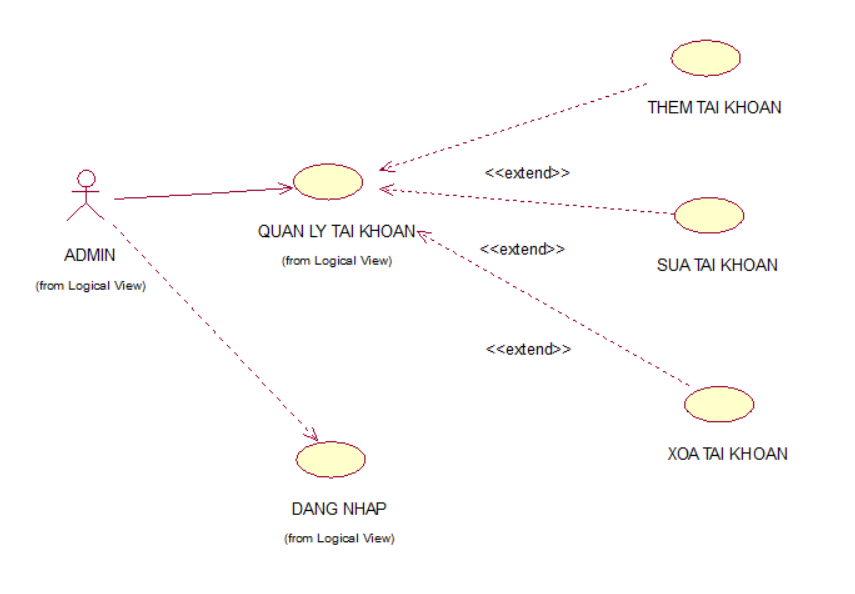 THEM TAI KHOAN
<<extend>>
QUAN LY TAI KHOAN
(from Logical View)
ADMIN
(from Logical View)
<<extend>>
SUA TAI KHOAN
<<extend>>
XOA TAI KHOAN
DANG NHAP
(from Logical View)